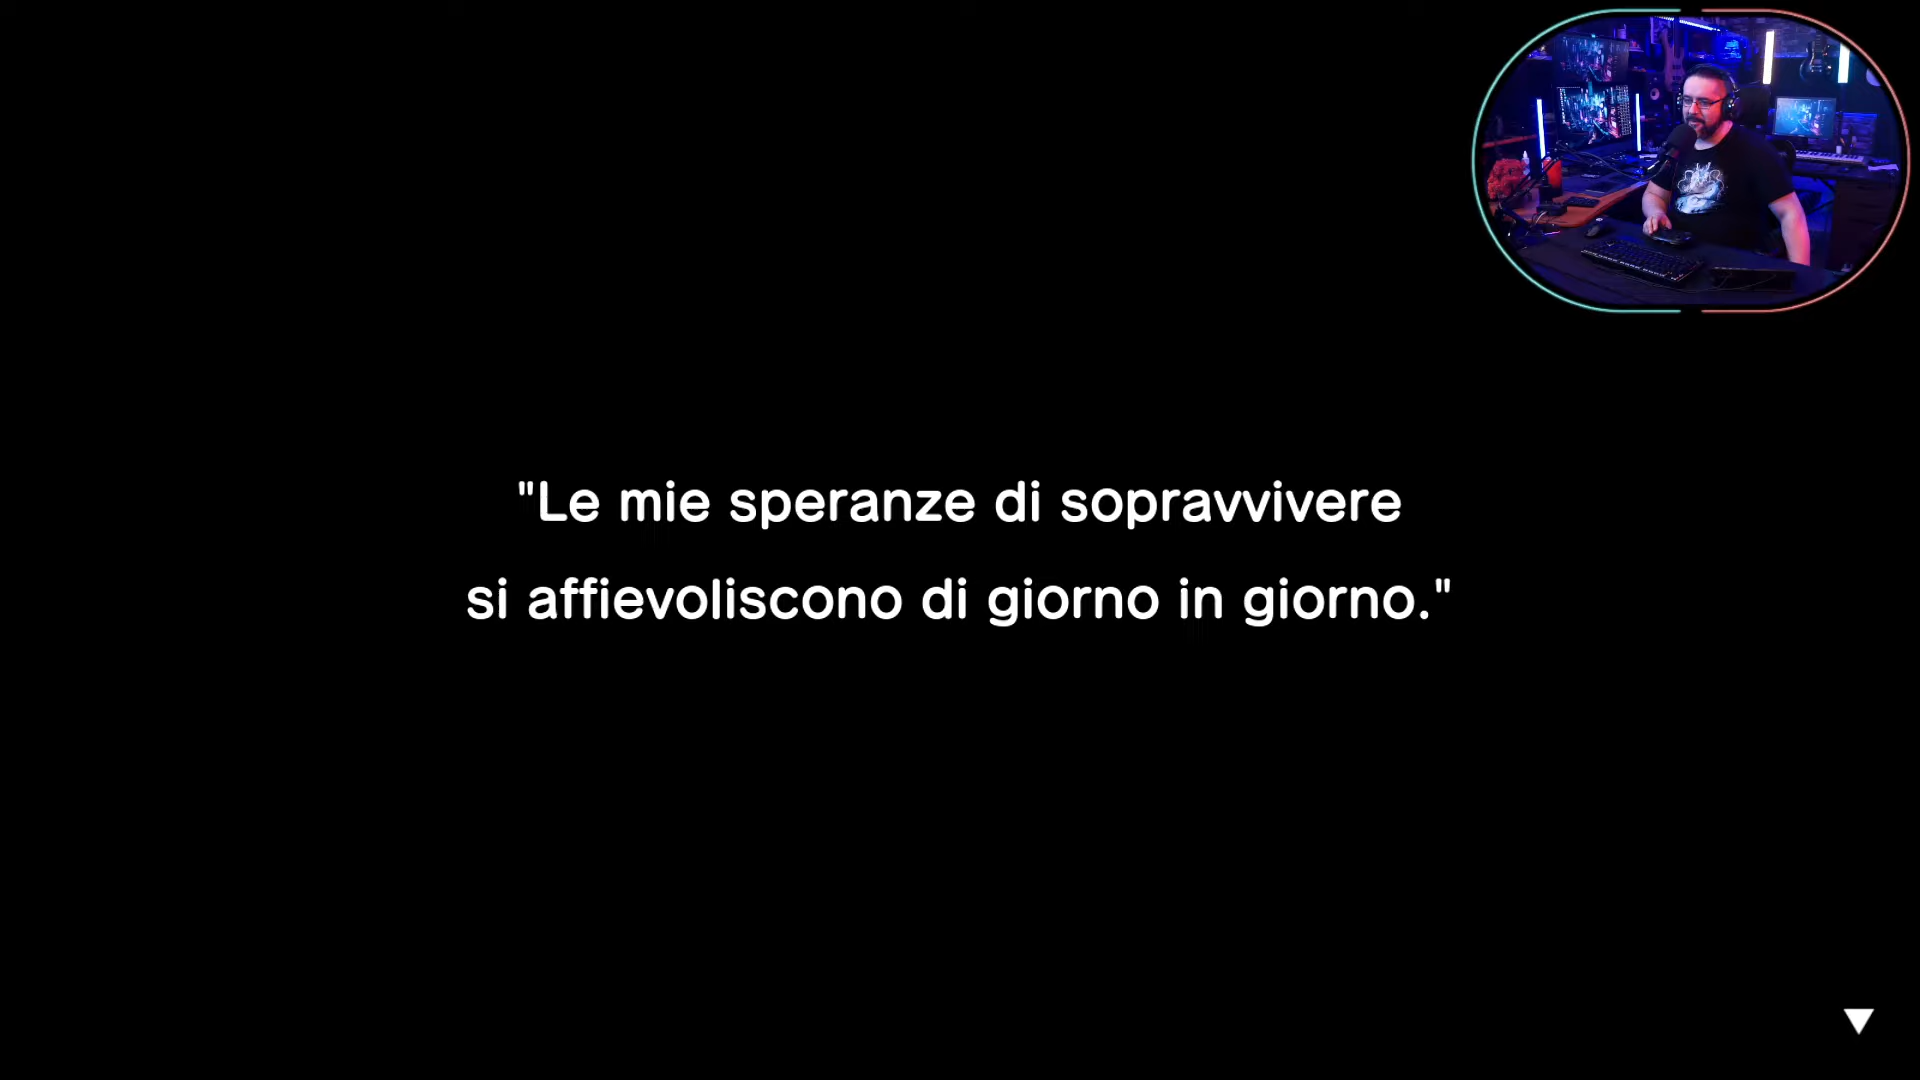 "Le mie speranze di sopravvivere
si affievoliscono di giorno in giorno."